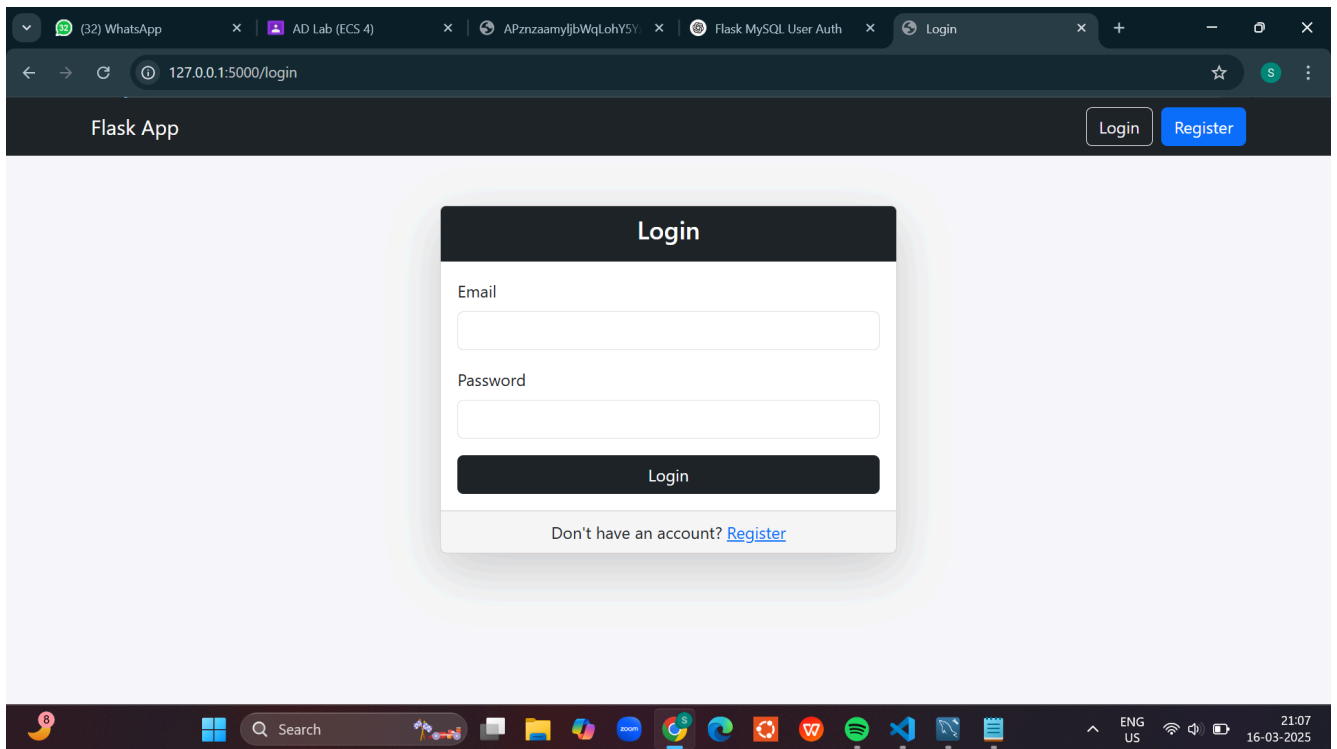 (32) WhatsApp
AD Lab (ECS 4)
Flask MySQL User Auth
Login
127.0.0.1:5000/login
S
Flask App
Login
Register
Login
Email
Password
Login
Don't have an account? Register
8
Search
zoom
S
ENG
US
21:07
16-03-2025